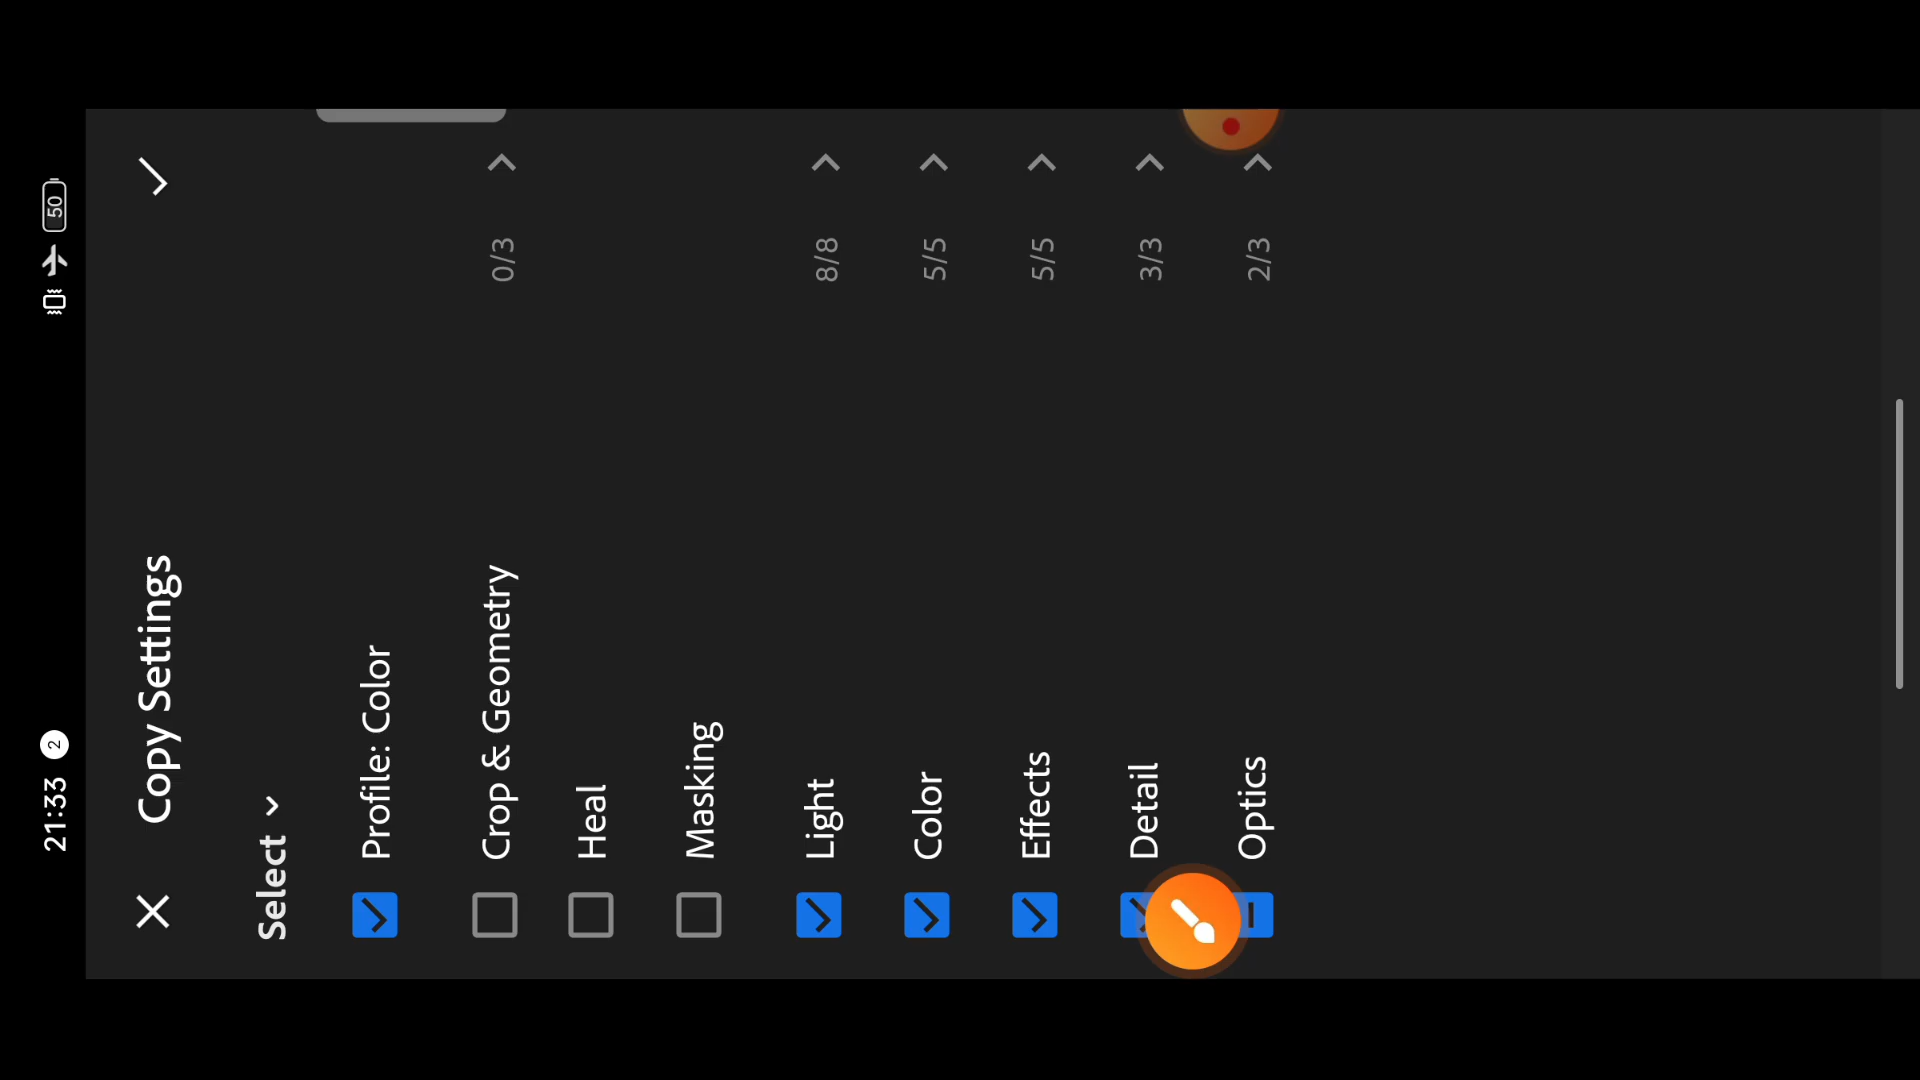 21:33 2 50
Copy Settings
Select
Profile: Color
Crop & Geometry 0/3
Heal
Masking
Light 8/8
Color 5/5
Effects 5/5
Detail 3/3
Optics 2/3